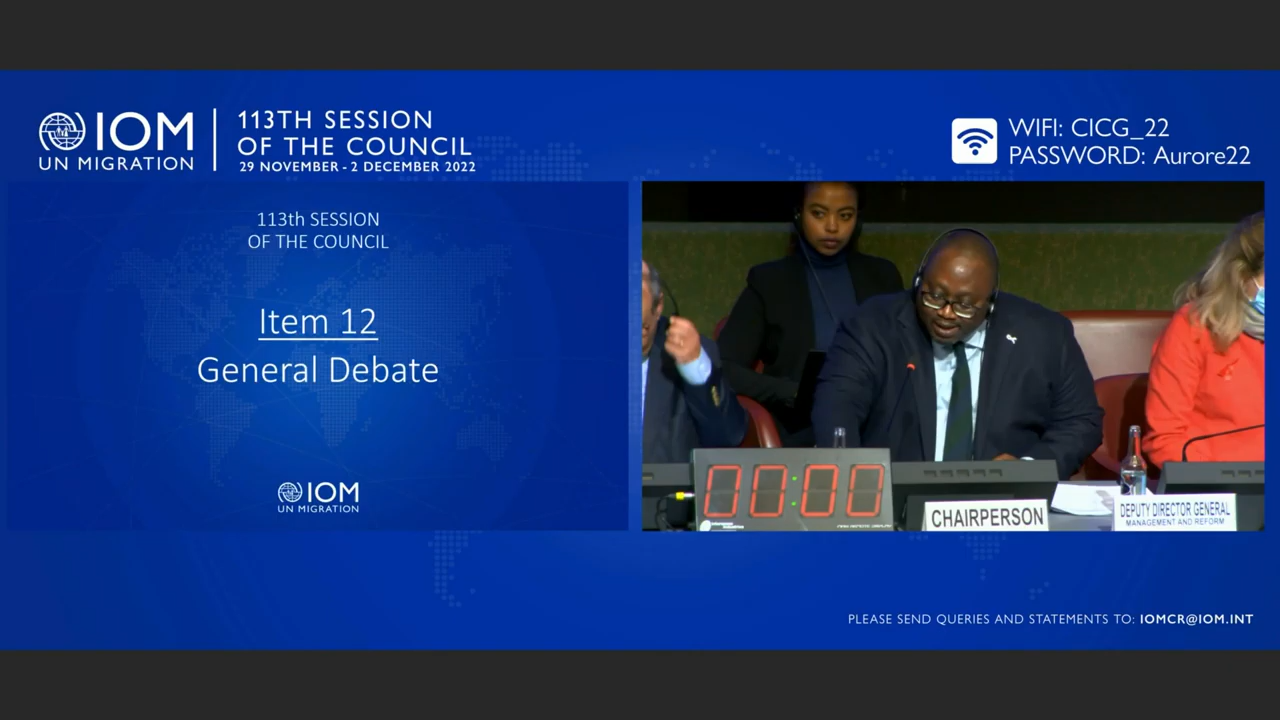 IOM
UN MIGRATION
113TH SESSION
OF THE COUNCIL
29 NOVEMBER - 2 DECEMBER 2022
WIFI: CICG_22
PASSWORD: Aurore22
113th SESSION
OF THE COUNCIL
Item 12
General Debate
IOM
UN MIGRATION
00:00
CHAIRPERSON
DEPUTY DIRECTOR GENERAL
MANAGEMENT AND REFORM
PLEASE SEND QUERIES AND STATEMENTS TO: IOMCR@IOM.INT